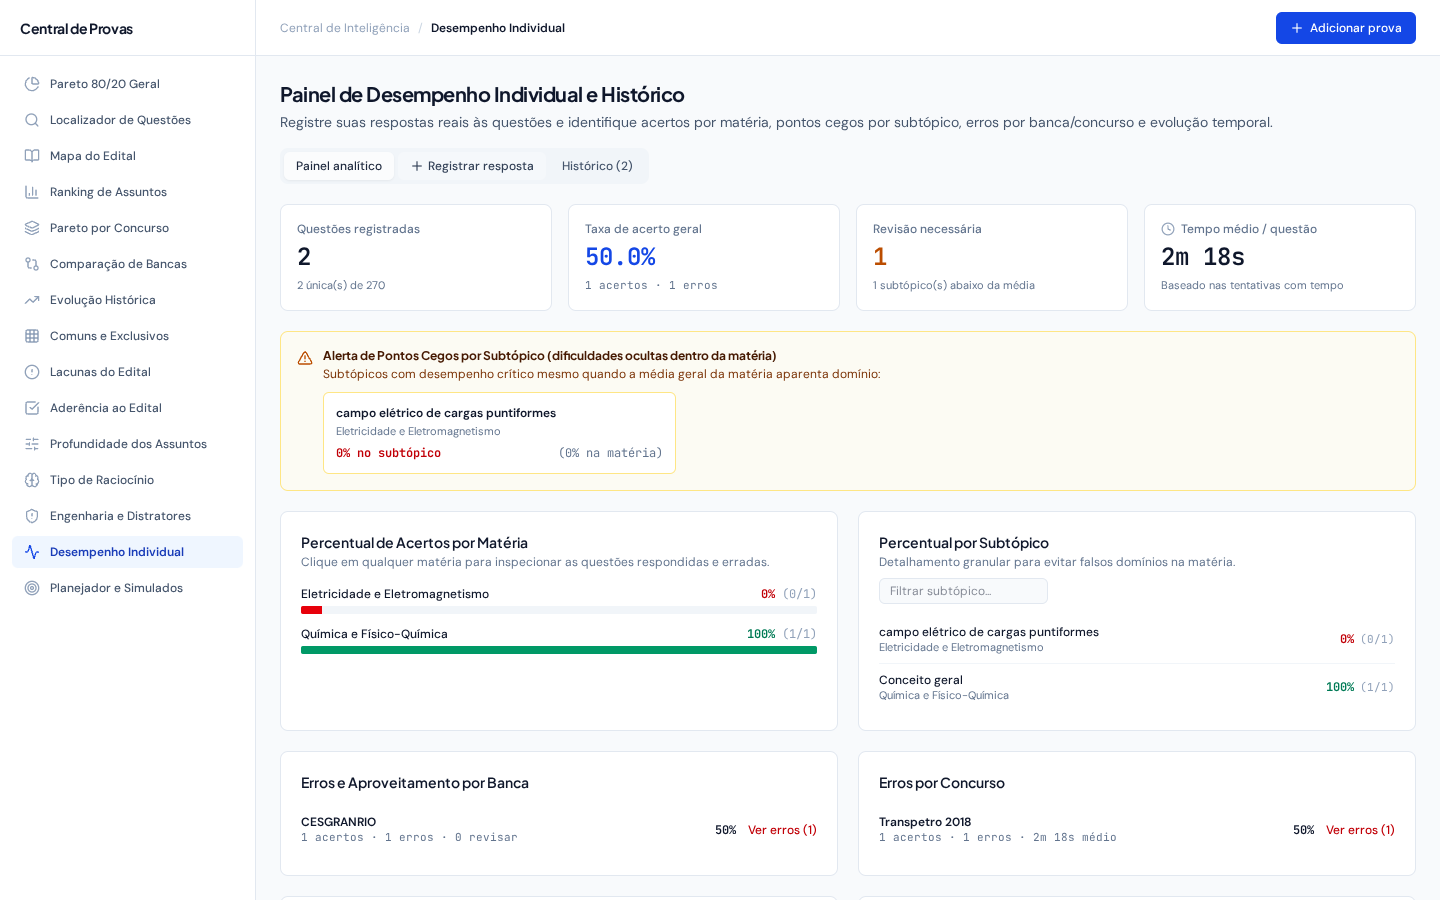 Central de Provas
Central de Inteligência / Desempenho Individual
Adicionar prova
Pareto 80/20 Geral
Localizador de Questões
Mapa do Edital
Ranking de Assuntos
Pareto por Concurso
Comparação de Bancas
Evolução Histórica
Comuns e Exclusivos
Lacunas do Edital
Aderência ao Edital
Profundidade dos Assuntos
Tipo de Raciocínio
Engenharia e Distratores
Desempenho Individual
Planejador e Simulados
Painel de Desempenho Individual e Histórico
Registre suas respostas reais às questões e identifique acertos por matéria, pontos cegos por subtópico, erros por banca/concurso e evolução temporal.
Painel analítico
Registrar resposta
Histórico (2)
Questões registradas
2
2 única(s) de 270
Taxa de acerto geral
50.0%
1 acertos · 1 erros
Revisão necessária
1
1 subtópico(s) abaixo da média
Tempo médio / questão
2m 18s
Baseado nas tentativas com tempo
Alerta de Pontos Cegos por Subtópico (dificuldades ocultas dentro da matéria)
Subtópicos com desempenho crítico mesmo quando a média geral da matéria aparenta domínio:
campo elétrico de cargas puntiformes
Eletricidade e Eletromagnetismo
0% no subtópico (0% na matéria)
Percentual de Acertos por Matéria
Clique em qualquer matéria para inspecionar as questões respondidas e erradas.
Eletricidade e Eletromagnetismo 0% (0/1)
Química e Físico-Química 100% (1/1)
Percentual por Subtópico
Detalhamento granular para evitar falsos domínios na matéria.
Filtrar subtópico...
campo elétrico de cargas puntiformes
Eletricidade e Eletromagnetismo
0% (0/1)
Conceito geral
Química e Físico-Química
100% (1/1)
Erros e Aproveitamento por Banca
CESGRANRIO
1 acertos · 1 erros · 0 revisar
50% Ver erros (1)
Erros por Concurso
Transpetro 2018
1 acertos · 1 erros · 2m 18s médio
50% Ver erros (1)